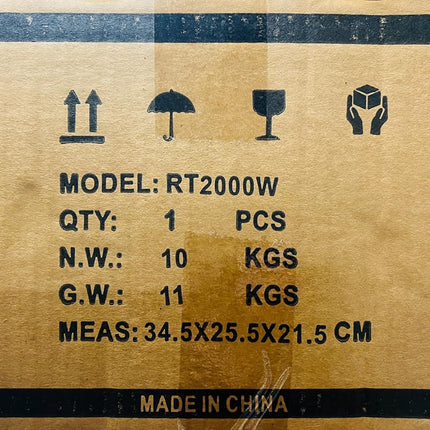 MODEL: RT2000W
QTY: 1 PCS
N.W.: 10 KGS
G.W.: 11 KGS
MEAS: 34.5X25.5X21.5 CM
MADE IN CHINA